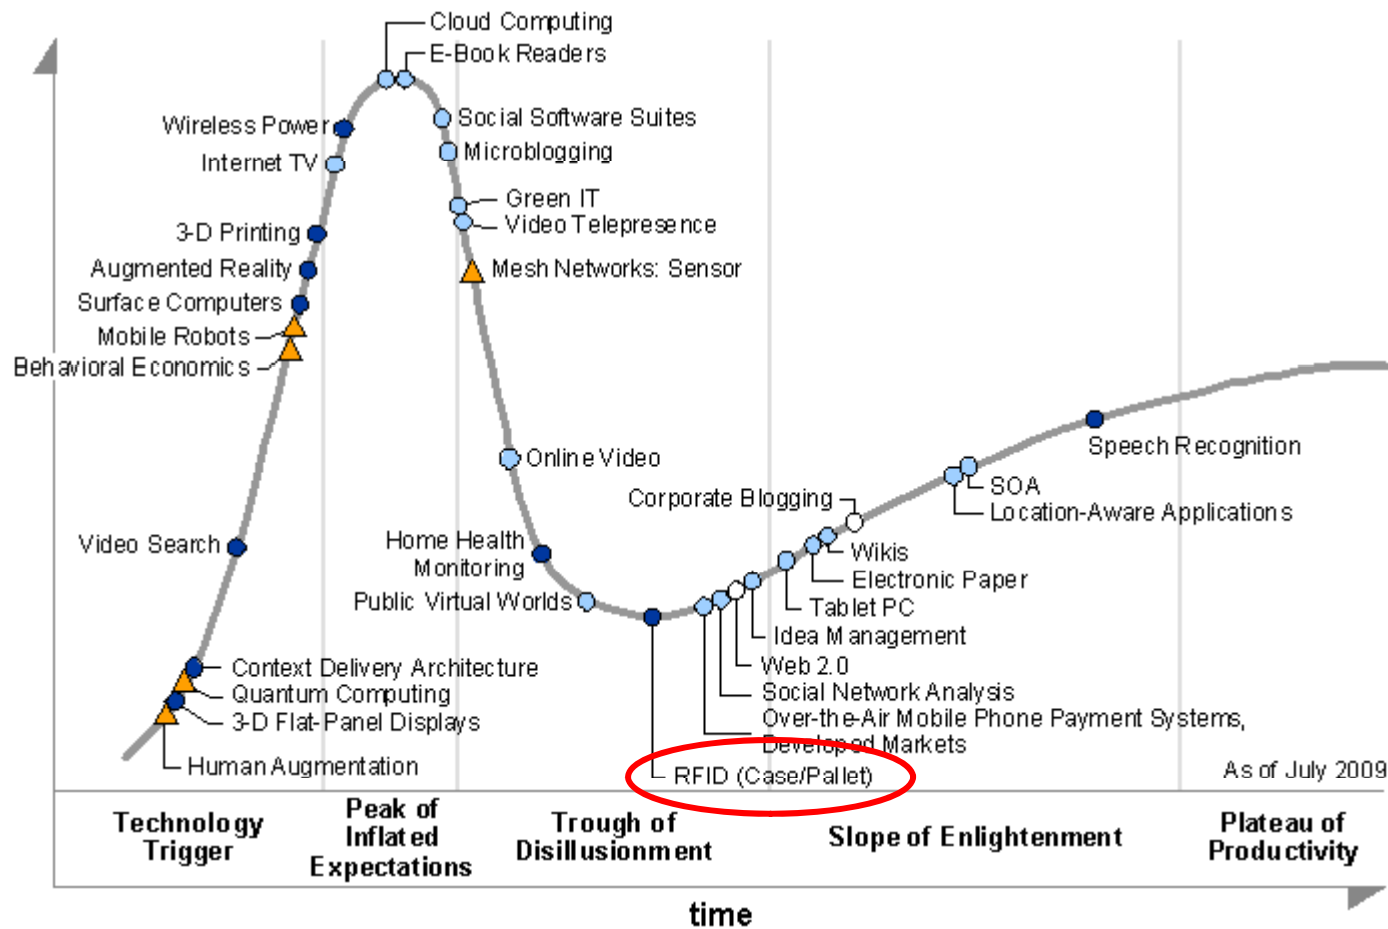 Cloud Computing
E-Book Readers
Wireless Power
Social Software Suites
Internet TV
Microblogging
Green IT
Video Telepresence
3-D Printing
Augmented Reality
Mesh Networks: Sensor
Surface Computers
Mobile Robots
Behavioral Economics
Online Video
Speech Recognition
Corporate Blogging
SOA
Location-Aware Applications
Video Search
Home Health
Monitoring
Wikis
Electronic Paper
Public Virtual Worlds
Tablet PC
Idea Management
Context Delivery Architecture
Web 2.0
Quantum Computing
Social Network Analysis
3-D Flat-Panel Displays
Over-the-Air Mobile Phone Payment Systems,
Developed Markets
Human Augmentation
RFID (Case/Pallet)
As of July 2009
Technology
Trigger
Peak of
Inflated
Expectations
Trough of
Disillusionment
Slope of Enlightenment
Plateau of
Productivity
time